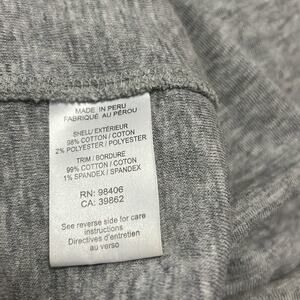 MADE IN PERU
FABRIQUÉ AU PÉROU
SHELL/ EXTÉRIEUR
98% COTTON / COTON
2% POLYESTER / POLYESTER
TRIM / BORDURE
99% COTTON / COTON
1% SPANDEX / SPANDEX
RN: 98406
CA: 39862
See reverse side for care
instructions
Directives d'entretien
au verso